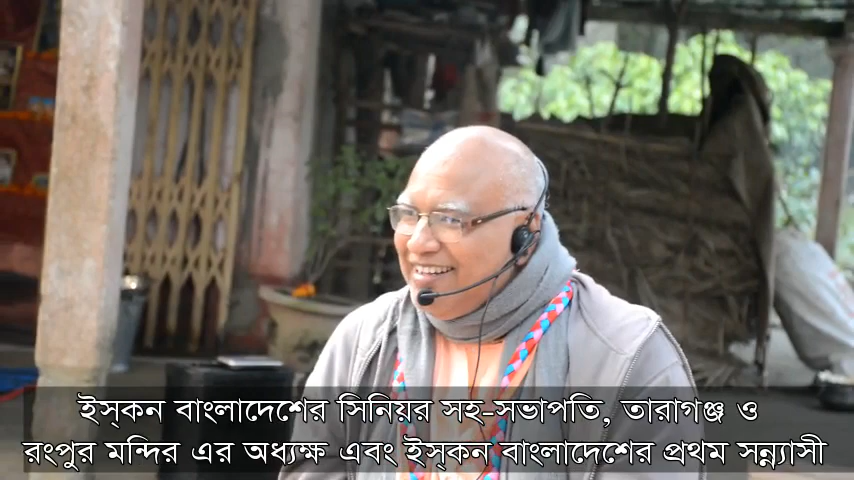 ইস্‌কন বাংলাদেশের সিনিয়র সহ-সভাপতি, তারাগঞ্জ ও
রংপুর মন্দির এর অধ্যক্ষ এবং ইস্‌কন বাংলাদেশের প্রথম সন্ন্যাসী